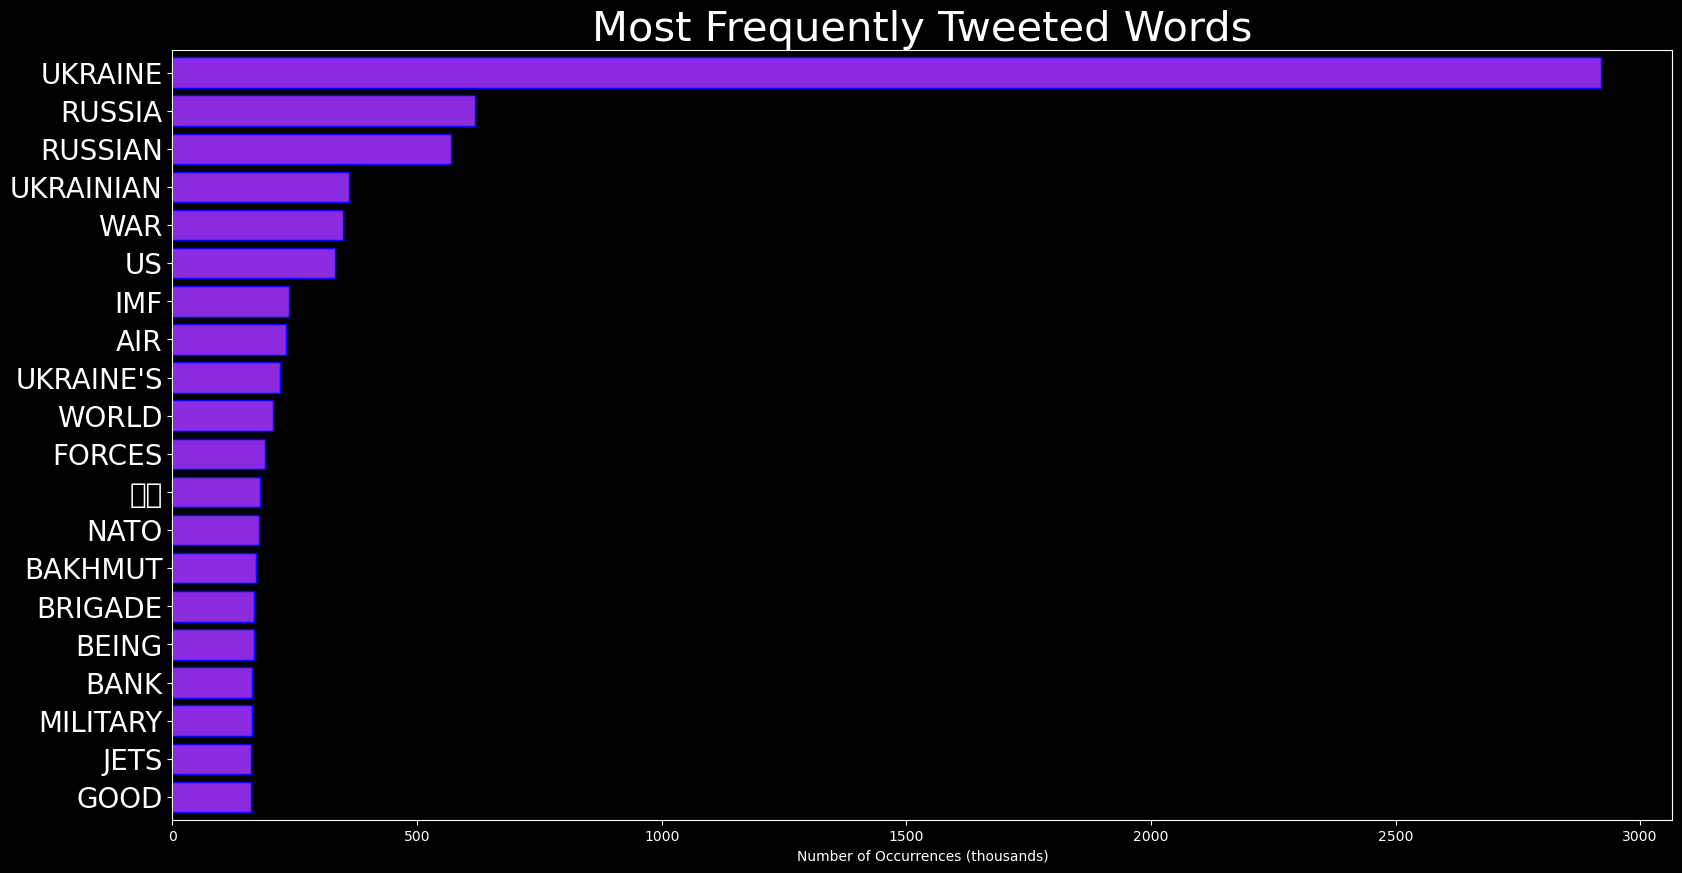 Most Frequently Tweeted Words
UKRAINE
RUSSIA
RUSSIAN
UKRAINIAN
WAR
US
IMF
AIR
UKRAINE'S
WORLD
FORCES
NATO
BAKHMUT
BRIGADE
BEING
BANK
MILITARY
JETS
GOOD
0 500 1000 1500 2000 2500 3000
Number of Occurrences (thousands)